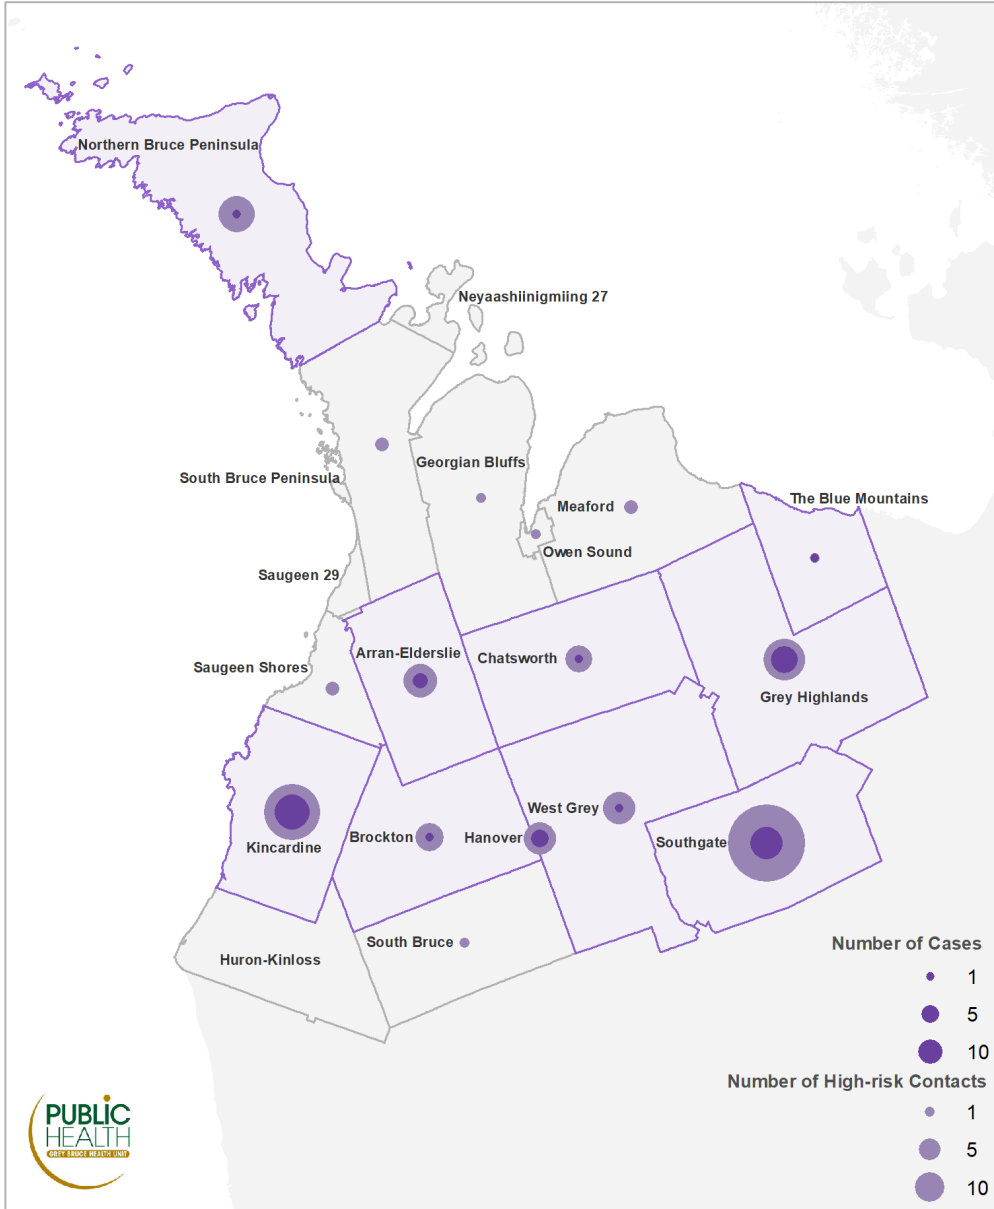 Northern Bruce Peninsula
Neyaashiinigmiing 27
Georgian Bluffs
South Bruce Peninsula
The Blue Mountains
Meaford
Owen Sound
Saugeen 29
Arran-Elderslie
Chatsworth
Saugeen Shores
Grey Highlands
West Grey
Brockton
Hanover
Southgate
Kincardine
South Bruce
Number of Cases
Huron-Kinloss
1
5
10
Number of High-risk Contacts
1
5
10
PUBLIC
HEALTH
GREY BRUCE HEALTH UNIT